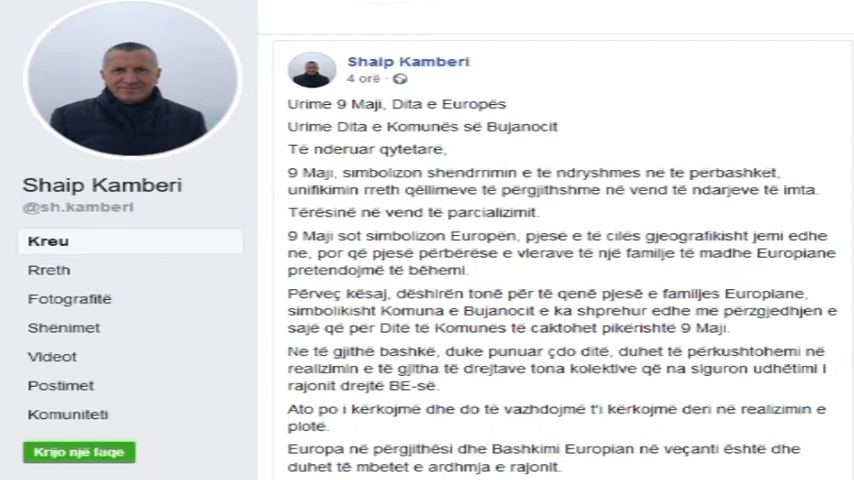 Shaip Kamberi
@sh.kamberi
Kreu
Rreth
Fotografitë
Shënimet
Videot
Postimet
Komuniteti
Krijo një faqe
Shaip Kamberi
4 orë ·
Urime 9 Maji, Dita e Europës
Urime Dita e Komunës së Bujanocit
Të nderuar qytetarë,
9 Maji, simbolizon shëndrrimin e të ndryshmes në te përbashkët,
unifikimin rreth qëllimeve të përgjithshme në vend të ndarjeve të imta.
Tërësinë në vend të parcializimit.
9 Maji sot simbolizon Europën, pjesë e të cilës gjeografikisht jemi edhe
ne, por që pjesë përbërëse e vlerave të një familje të madhe Europiane
pretendojmë të bëhemi.
Përveç kësaj, dëshirën tonë për të qenë pjesë e familjes Europiane,
simbolikisht Komuna e Bujanocit e ka shprehur edhe me përzgjedhjen e
sajë që për Ditë të Komunës të caktohet pikërishtë 9 Maji.
Ne të gjithë bashkë, duke punuar çdo ditë, duhet të përkushtohemi në
realizimin e të gjitha të drejtave tona kolektive që na siguron udhëtimi i
rajonit drejtë BE-së.
Ato po i kërkojmë dhe do të vazhdojmë t'i kërkojmë deri në realizimin e
plotë.
Europa në përgjithësi dhe Bashkimi Europian në veçanti është dhe
duhet të mbetet e ardhmja e rajonit.